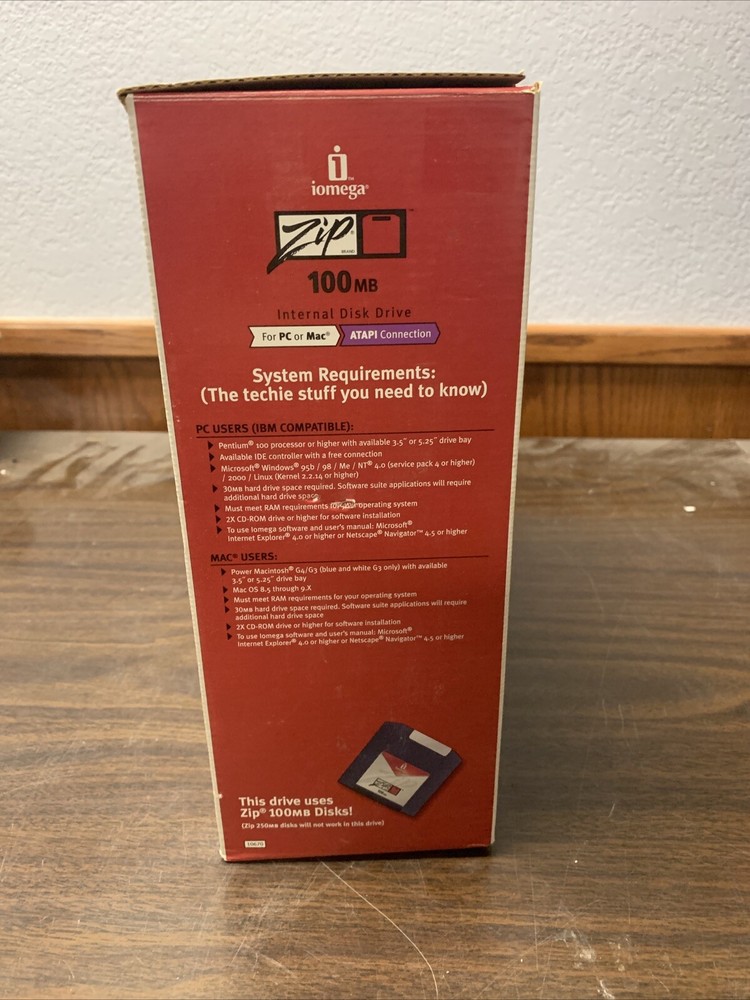 iomega®
Zip®
BRAND
™
100MB
Internal Disk Drive
For PC or Mac® ATAPI Connection
System Requirements:
(The techie stuff you need to know)
PC USERS (IBM COMPATIBLE):
Pentium® 100 processor or higher with available 3.5" or 5.25" drive bay
Available IDE controller with a free connection
Microsoft® Windows® 95b / 98 / Me / NT® 4.0 (service pack 4 or higher)
/ 2000 / Linux (Kernel 2.2.14 or higher)
30MB hard drive space required. Software suite applications will require
additional hard drive space
Must meet RAM requirements for your operating system
2X CD-ROM drive or higher for software installation
To use Iomega software and user's manual: Microsoft®
Internet Explorer® 4.0 or higher or Netscape® Navigator™ 4.5 or higher
MAC® USERS:
Power Macintosh® G4/G3 (blue and white G3 only) with available
3.5" or 5.25" drive bay
Mac OS 8.5 through 9.X
Must meet RAM requirements for your operating system
30MB hard drive space required. Software suite applications will require
additional hard drive space
2X CD-ROM drive or higher for software installation
To use Iomega software and user's manual: Microsoft®
Internet Explorer® 4.0 or higher or Netscape® Navigator™ 4.5 or higher
Zip
This drive uses
Zip® 100MB Disks!
(Zip 250MB disks will not work in this drive)